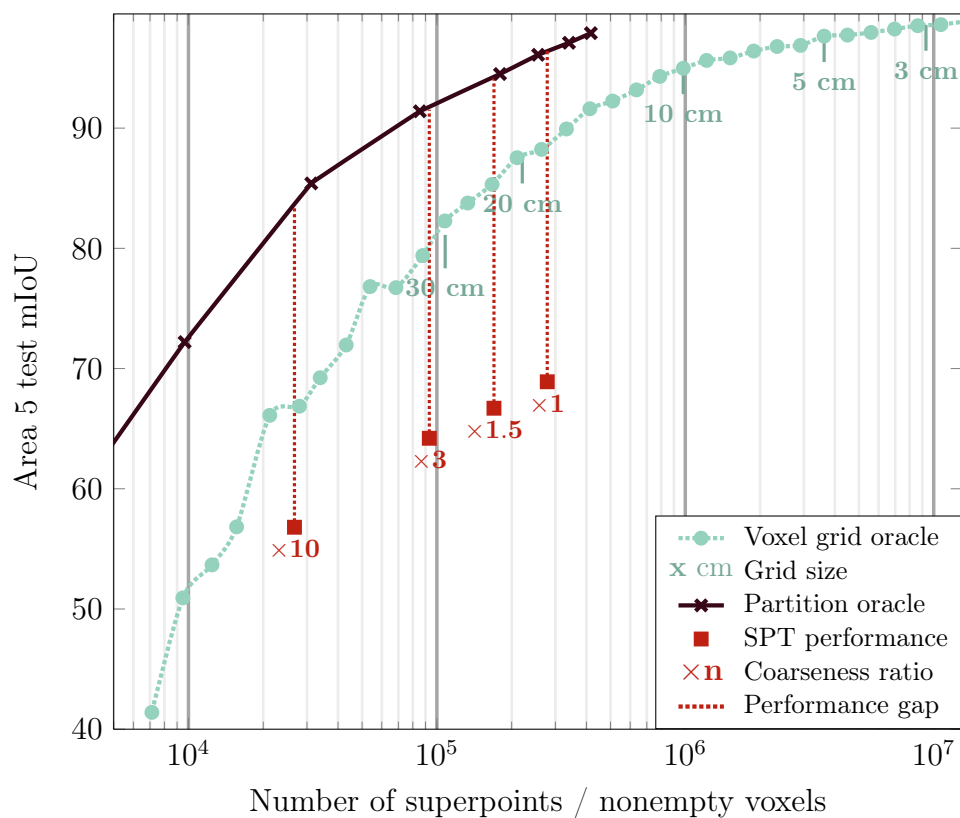 Area 5 test mIoU
90
80
70
60
50
40
3 cm
5 cm
10 cm
20 cm
30 cm
×1
×1.5
×3
×10
Voxel grid oracle
x cm Grid size
Partition oracle
SPT performance
×n Coarseness ratio
Performance gap
10^4 10^5 10^6 10^7
Number of superpoints / nonempty voxels